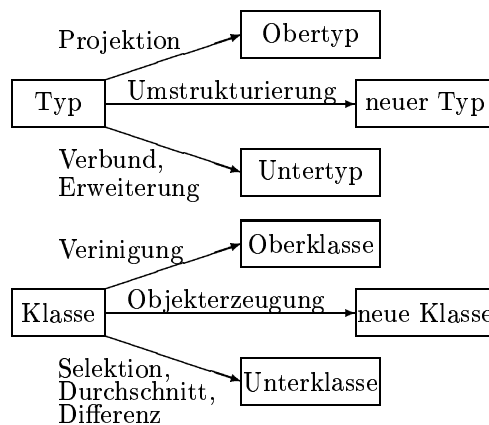 Projektion
Obertyp
Typ
Umstrukturierung
neuer Typ
Verbund,
Erweiterung
Untertyp
Verinigung
Oberklasse
Klasse
Objekterzeugung
neue Klasse
Selektion,
Durchschnitt,
Differenz
Unterklasse